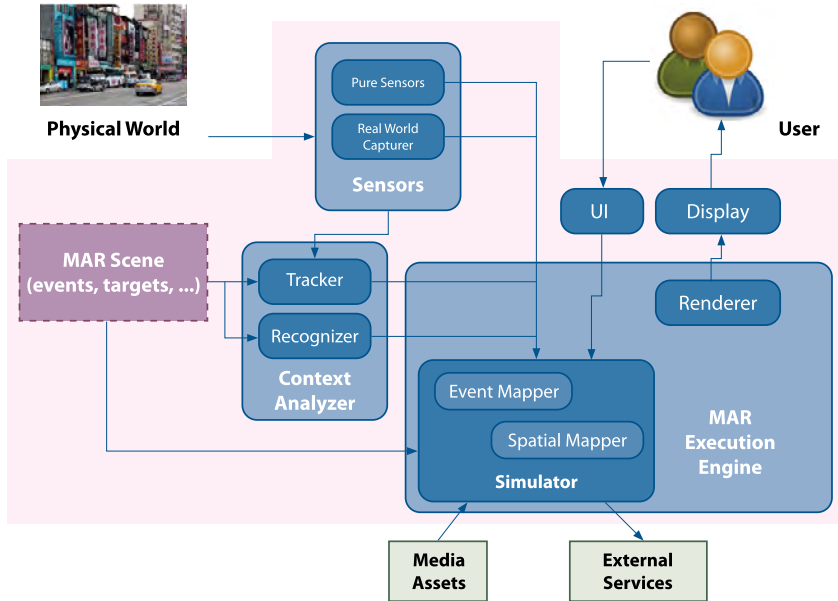 Physical World
Pure Sensors
Real World
Capturer
Sensors
User
UI
Display
MAR Scene
(events, targets, ...)
Tracker
Recognizer
Context
Analyzer
Renderer
Event Mapper
Spatial Mapper
Simulator
MAR
Execution
Engine
Media
Assets
External
Services